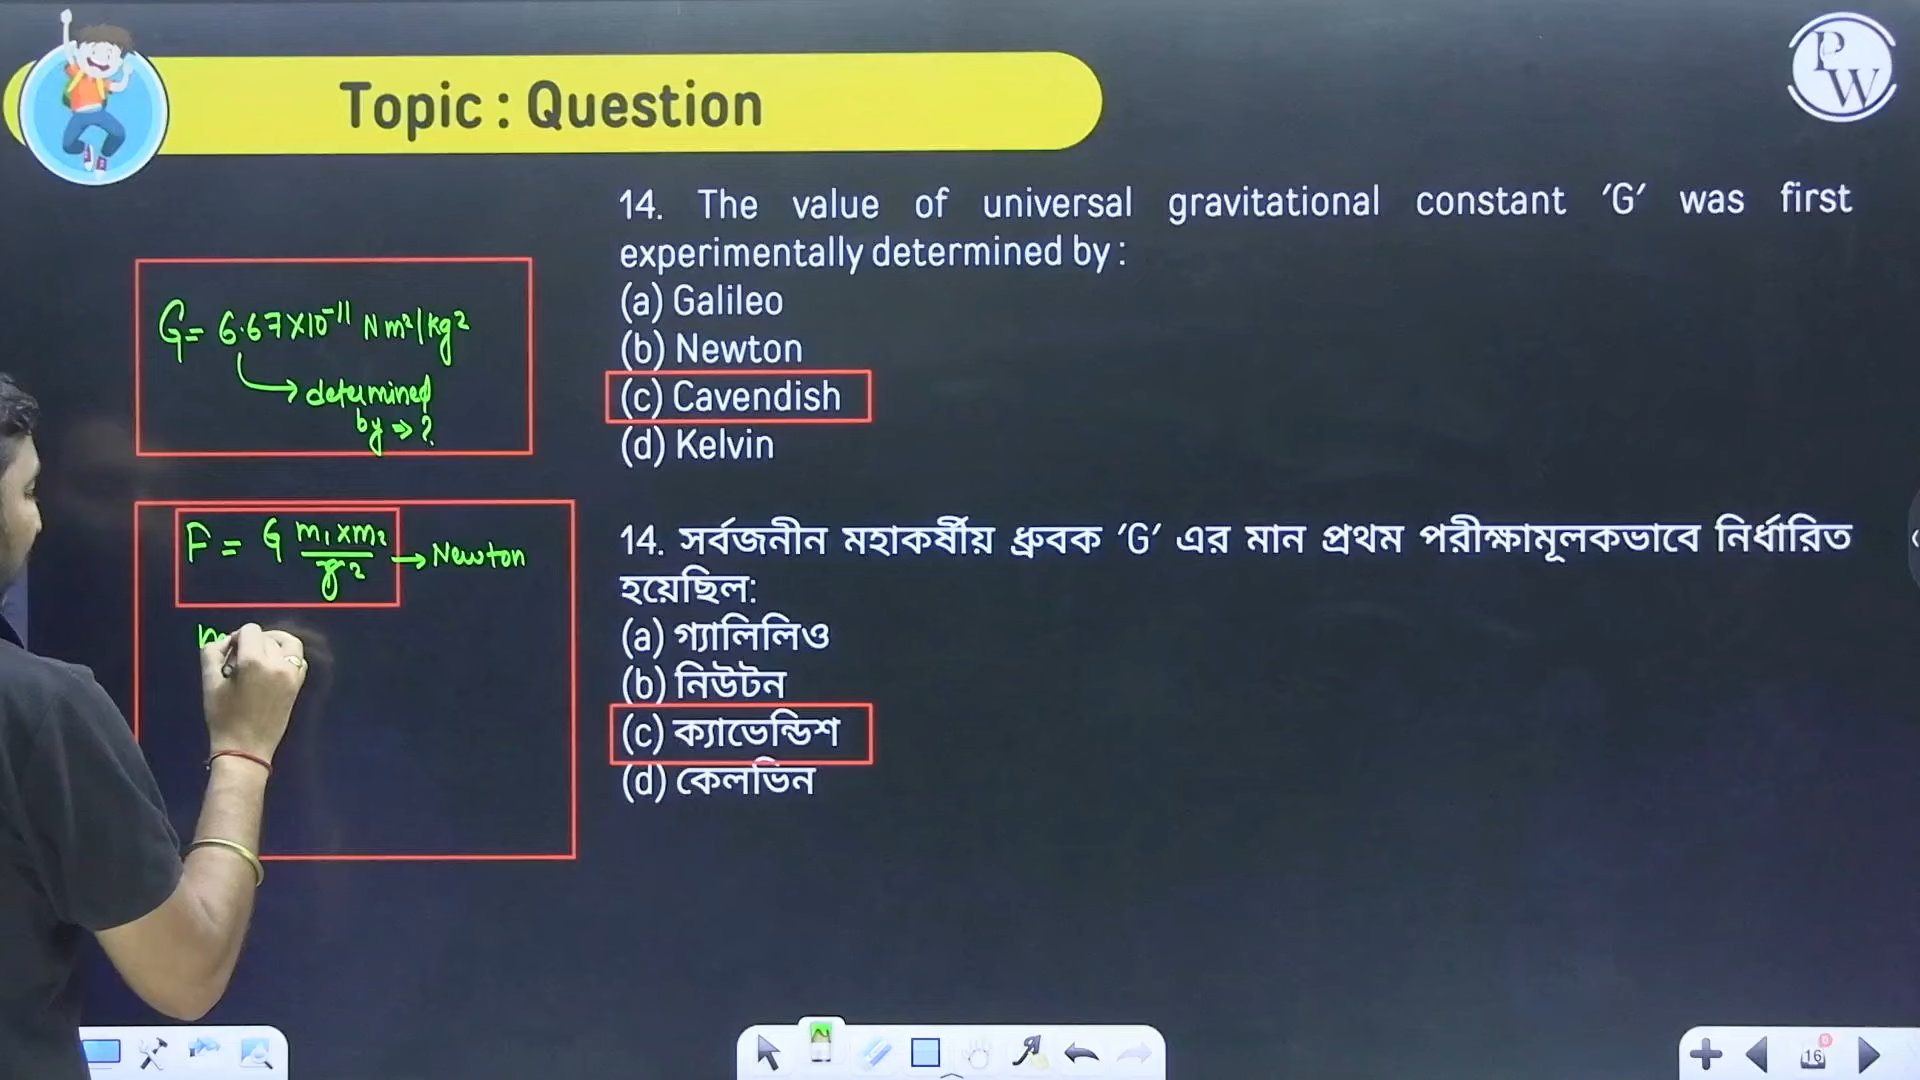 Topic : Question
PW
14. The value of universal gravitational constant 'G' was first
experimentally determined by :
(a) Galileo
(b) Newton
(c) Cavendish
(d) Kelvin
G= 6.67×10⁻¹¹ Nm²/kg²
determined
by → ?
F = G m₁×m₂/r² → Newton
14. সর্বজনীন মহাকর্ষীয় ধ্রুবক 'G' এর মান প্রথম পরীক্ষামূলকভাবে নির্ধারিত
হয়েছিল:
(a) গ্যালিলিও
(b) নিউটন
(c) ক্যাভেন্ডিশ
(d) কেলভিন
16